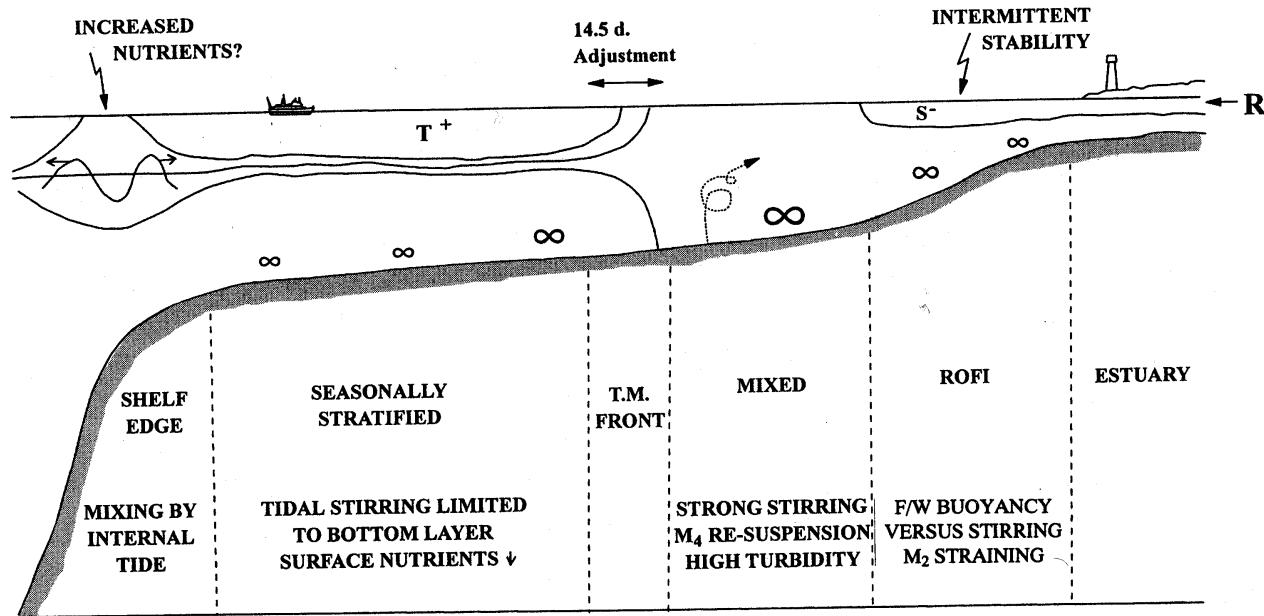 INCREASED
NUTRIENTS?
14.5 d.
Adjustment
INTERMITTENT
STABILITY
T +
S-
R
∞
∞
∞
∞
∞
∞
SHELF
EDGE
SEASONALLY
STRATIFIED
T.M.
FRONT
MIXED
ROFI
ESTUARY
MIXING BY
INTERNAL
TIDE
TIDAL STIRRING LIMITED
TO BOTTOM LAYER
SURFACE NUTRIENTS ↓
STRONG STIRRING
M4 RE-SUSPENSION
HIGH TURBIDITY
F/W BUOYANCY
VERSUS STIRRING
M2 STRAINING